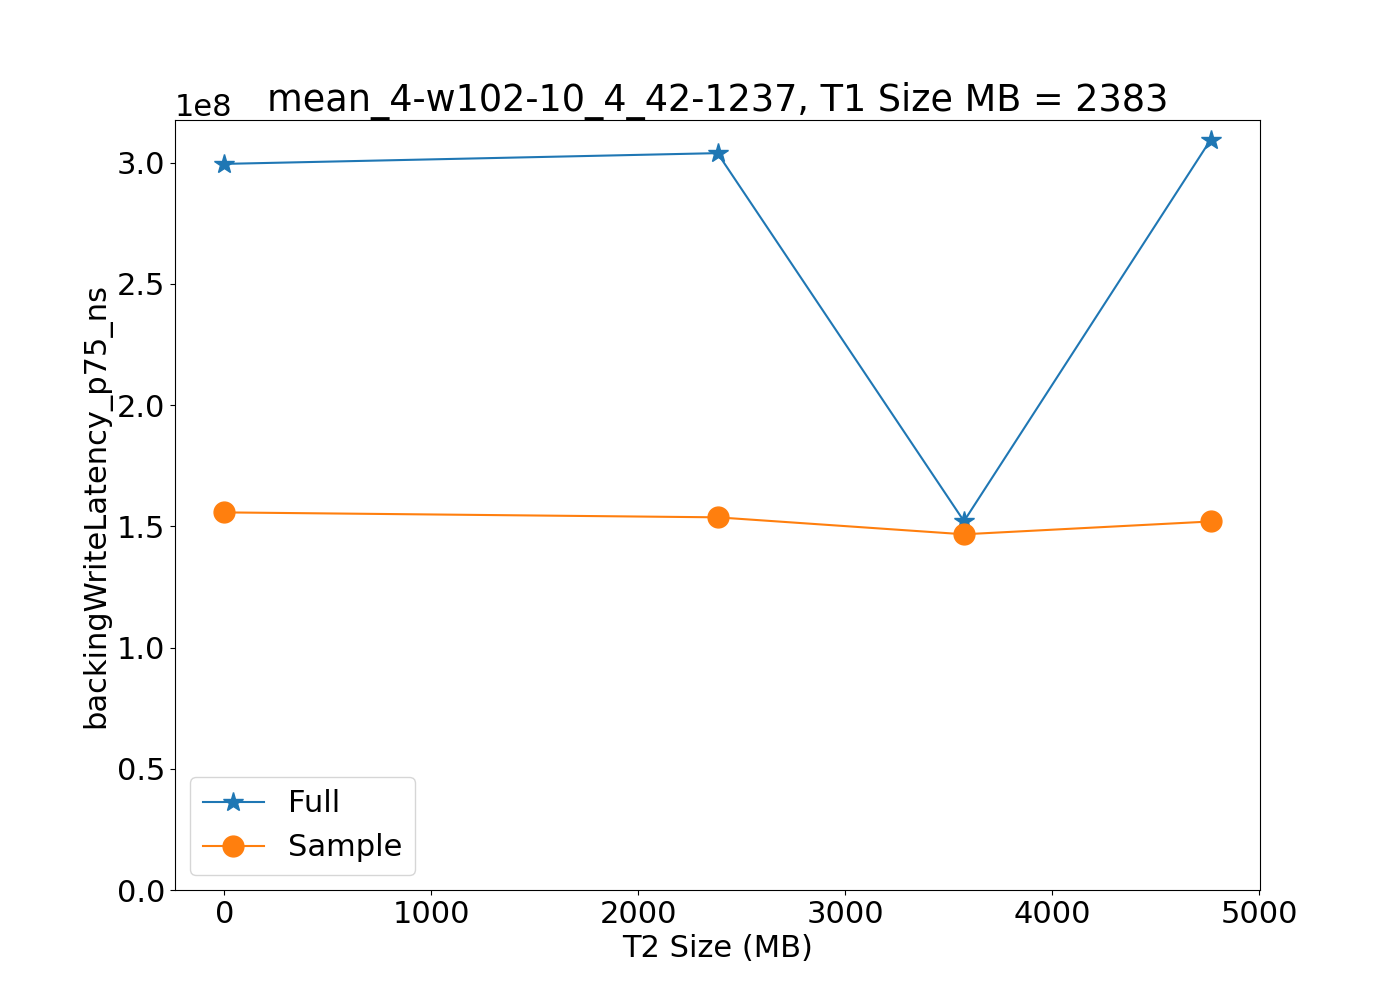 1e8
mean_4-w102-10_4_42-1237, T1 Size MB = 2383
backingWriteLatency_p75_ns
3.0
2.5
2.0
1.5
1.0
0.5
0.0
Full
Sample
0 1000 2000 3000 4000 5000
T2 Size (MB)